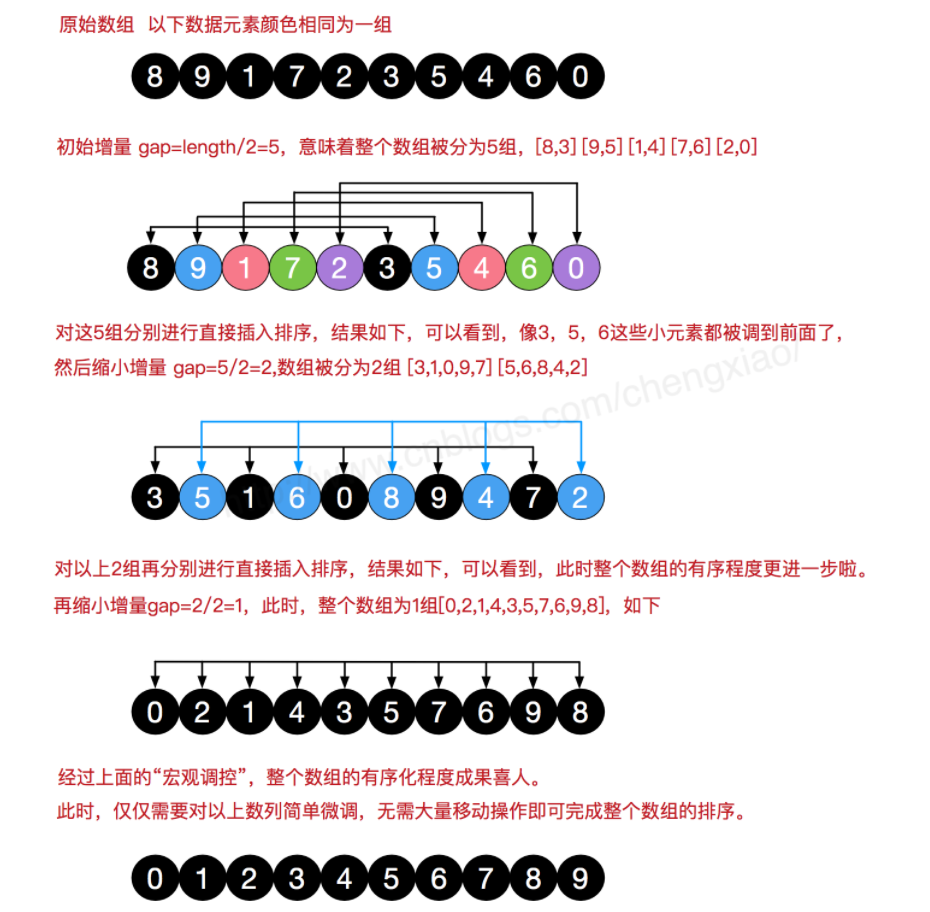 原始数组 以下数据元素颜色相同为一组
8 9 1 7 2 3 5 4 6 0
初始增量 gap=length/2=5，意味着整个数组被分为5组，[8,3][9,5][1,4][7,6][2,0]
8 9 1 7 2 3 5 4 6 0
对这5组分别进行直接插入排序，结果如下，可以看到，像3，5，6这些小元素都被调到前面了，
然后缩小增量 gap=5/2=2,数组被分为2组 [3,1,0,9,7][5,6,8,4,2]
http://www.cnblogs.com/chengxiao/
3 5 1 6 0 8 9 4 7 2
对以上2组再分别进行直接插入排序，结果如下，可以看到，此时整个数组的有序程度更进一步啦。
再缩小增量gap=2/2=1，此时，整个数组为1组[0,2,1,4,3,5,7,6,9,8]，如下
0 2 1 4 3 5 7 6 9 8
经过上面的“宏观调控”，整个数组的有序化程度成果喜人。
此时，仅仅需要对以上数列简单微调，无需大量移动操作即可完成整个数组的排序。
0 1 2 3 4 5 6 7 8 9